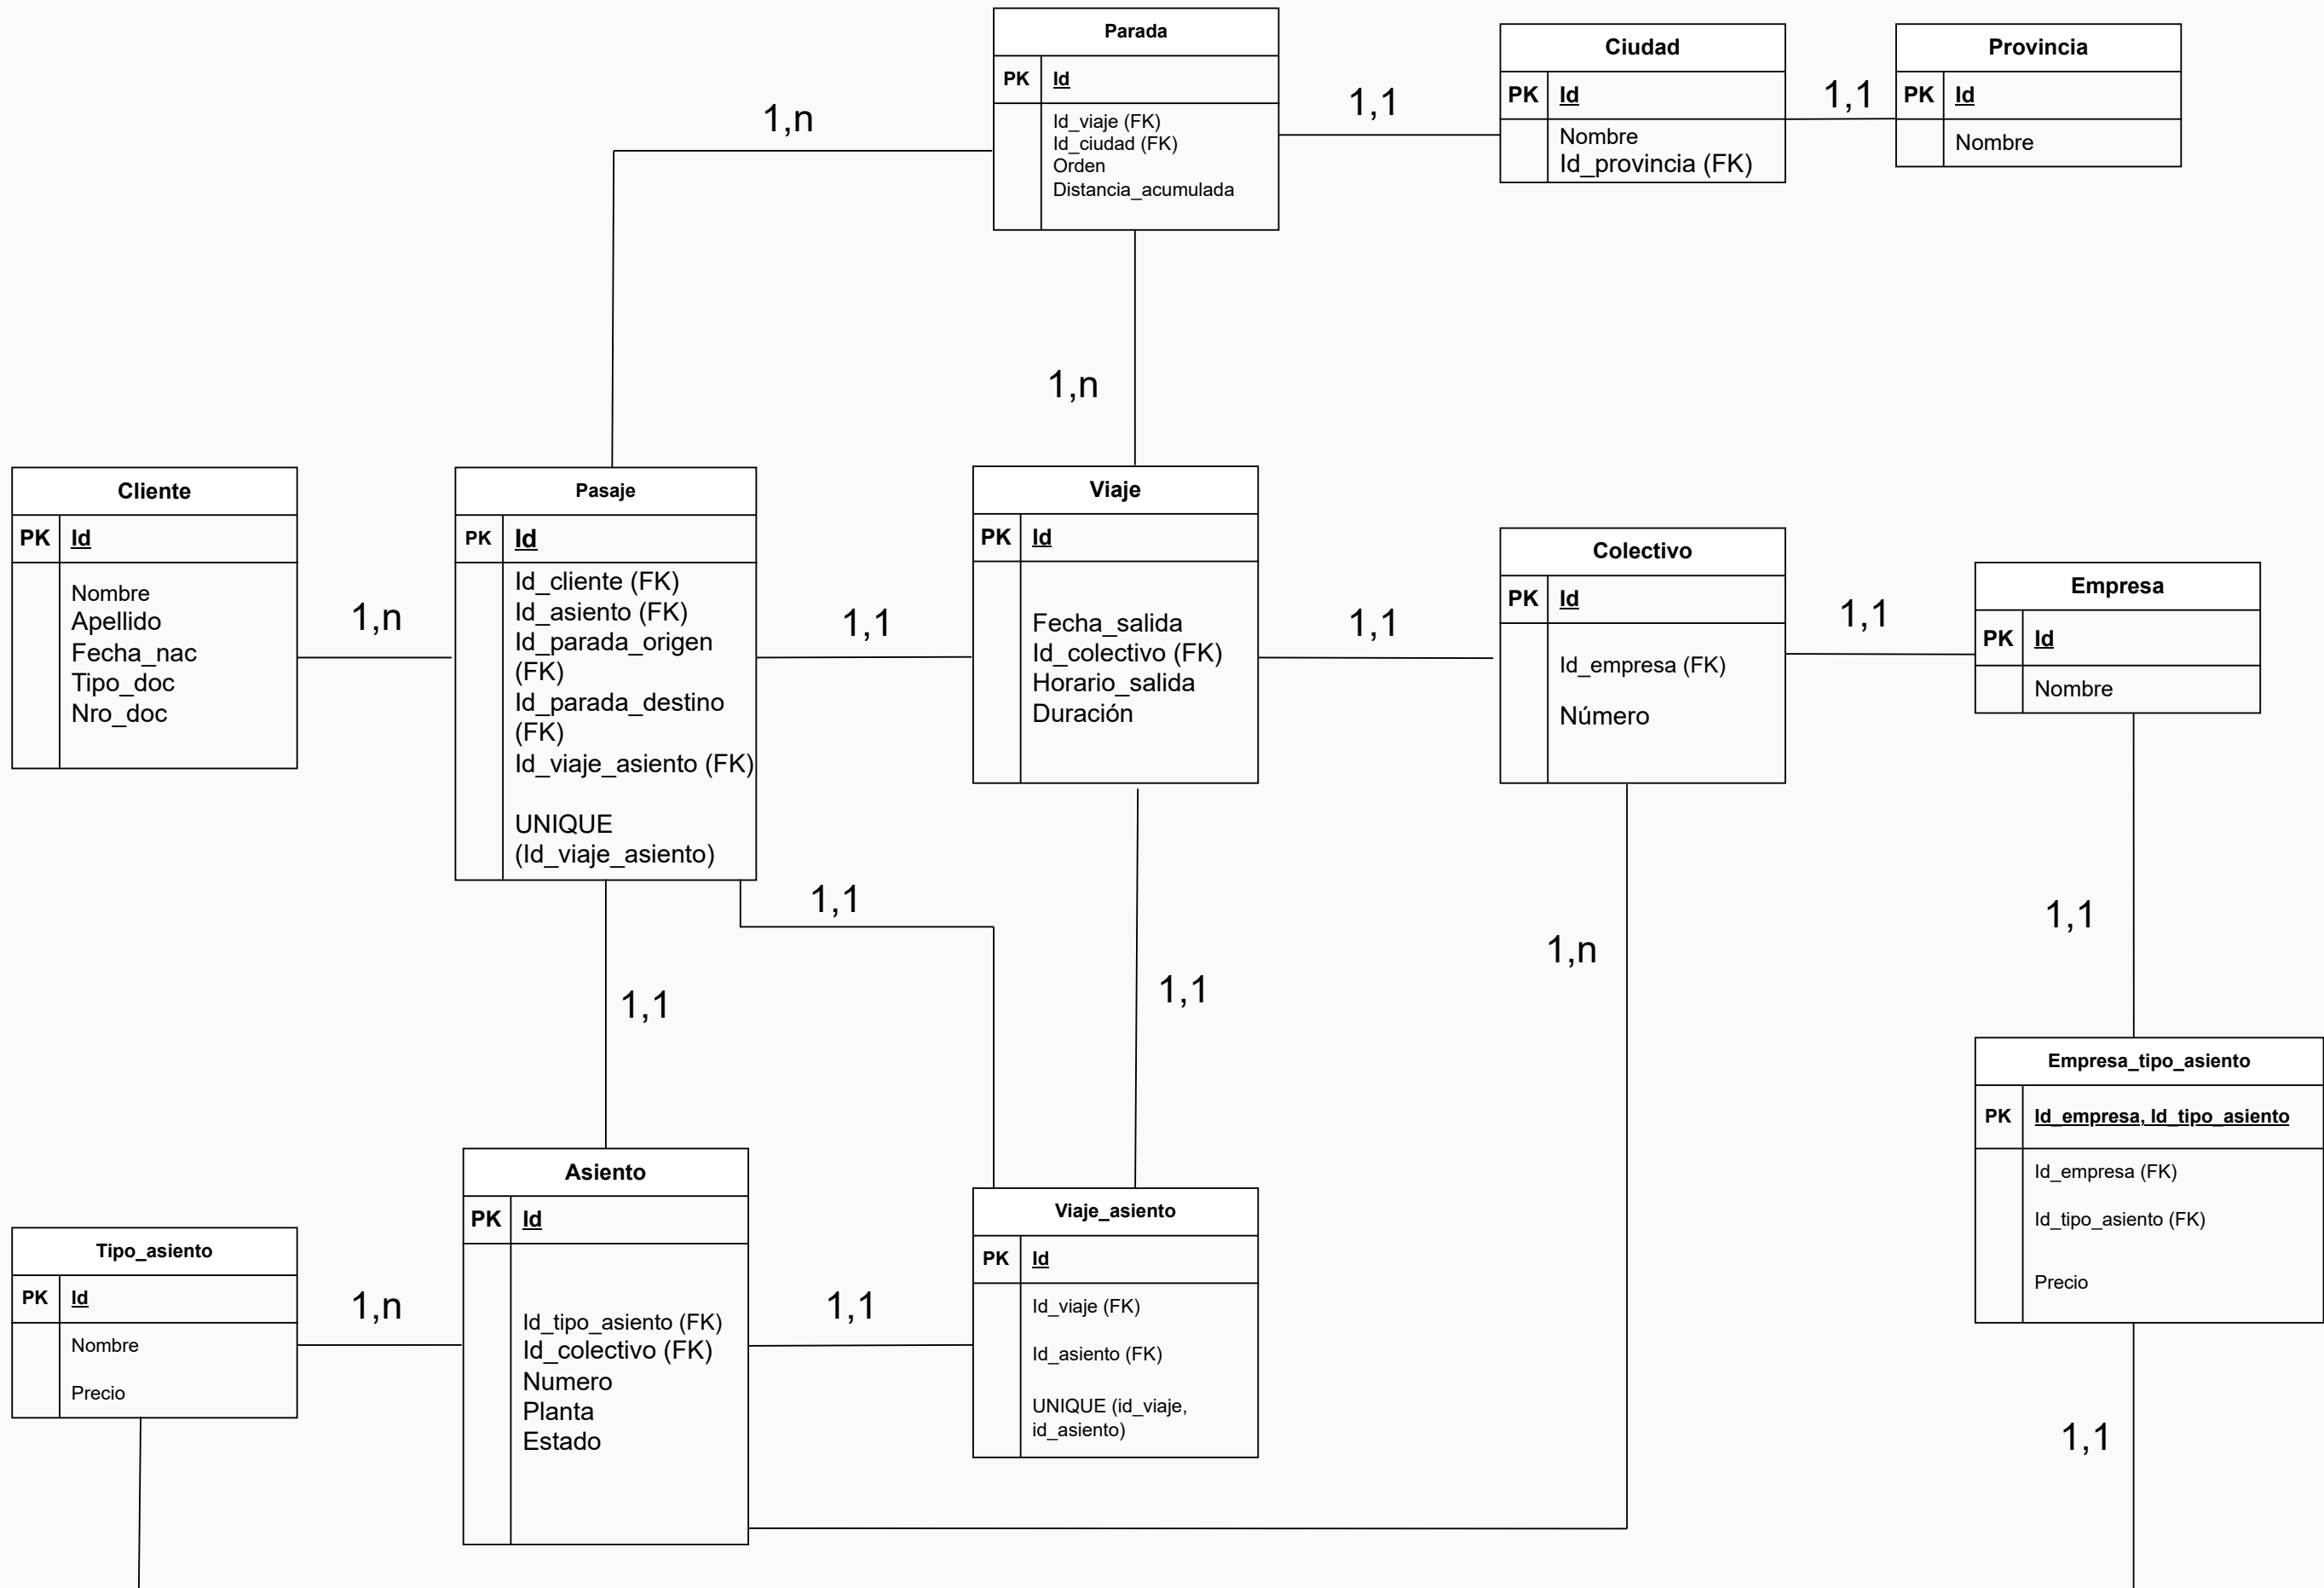 Parada
PK Id
Id_viaje (FK)
Id_ciudad (FK)
Orden
Distancia_acumulada
1,1
Ciudad
PK Id
Nombre
Id_provincia (FK)
1,1
Provincia
PK Id
Nombre
1,n
1,n
Cliente
PK Id
Nombre
Apellido
Fecha_nac
Tipo_doc
Nro_doc
1,n
Pasaje
PK Id
Id_cliente (FK)
Id_asiento (FK)
Id_parada_origen
(FK)
Id_parada_destino
(FK)
Id_viaje_asiento (FK)
UNIQUE
(Id_viaje_asiento)
1,1
Viaje
PK Id
Fecha_salida
Id_colectivo (FK)
Horario_salida
Duración
1,1
Colectivo
PK Id
Id_empresa (FK)
Número
1,1
Empresa
PK Id
Nombre
1,1
1,1
1,1
1,n
1,1
Tipo_asiento
PK Id
Nombre
Precio
1,n
Asiento
PK Id
Id_tipo_asiento (FK)
Id_colectivo (FK)
Numero
Planta
Estado
1,1
Viaje_asiento
PK Id
Id_viaje (FK)
Id_asiento (FK)
UNIQUE (id_viaje,
id_asiento)
Empresa_tipo_asiento
PK Id_empresa, Id_tipo_asiento
Id_empresa (FK)
Id_tipo_asiento (FK)
Precio
1,1